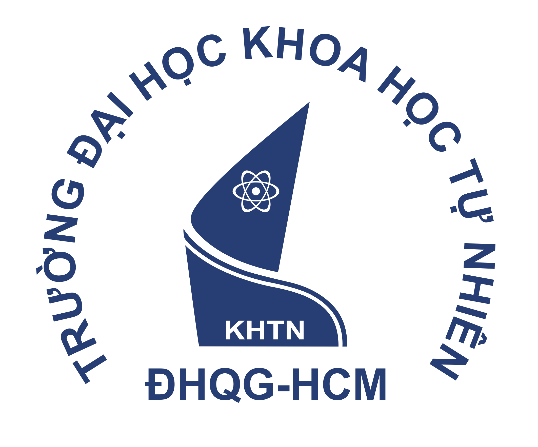 TRƯỜNG ĐẠI HỌC KHOA HỌC TỰ NHIÊN
KHTN
ĐHQG-HCM